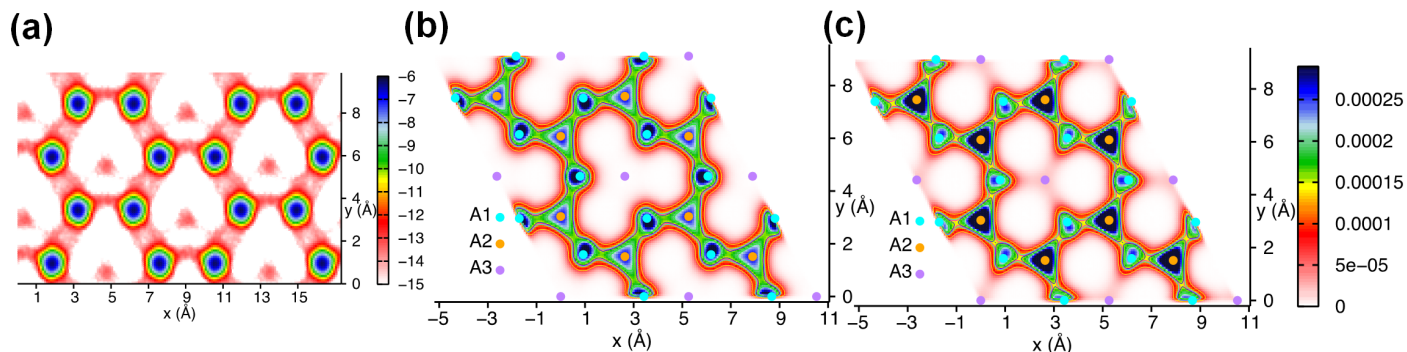 (a)
−6
−7
−8
−9
−10
−11
−12
−13
−14
−15
8
6
4
y (Å)
2
0
1 3 5 7 9 11 13 15
x (Å)
(b)
8
6
4
y (Å)
2
0
A1
A2
A3
−5 −3 −1 1 3 5 7 9 11
x (Å)
(c)
8
6
4
y (Å)
2
0
A1
A2
A3
−5 −3 −1 1 3 5 7 9 11
x (Å)
0.00025
0.0002
0.00015
0.0001
5e−05
0